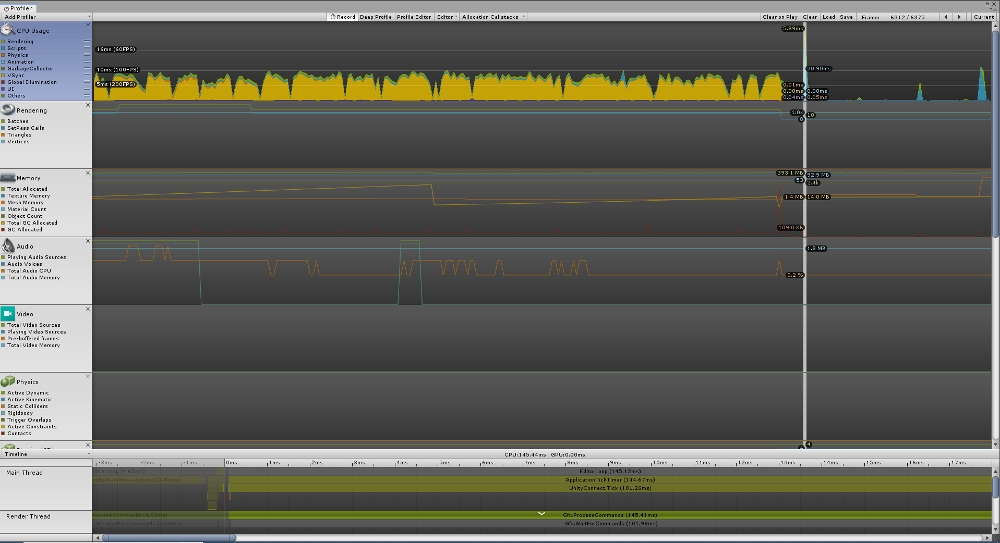 Profiler
Add Profiler
Record Deep Profile Profile Editor Editor Allocation Callstacks
Clear on Play Clear Load Save Frame: 6312 / 6375 Current
CPU Usage
Rendering
Scripts
Physics
Animation
GarbageCollector
VSync
Global Illumination
UI
Others
16ms (60FPS)
10ms (100FPS)
5ms (200FPS)
5.89ms
20.90ms
0.01ms
0.00ms 0.00ms
0.04ms 0.05ms
Rendering
Batches
SetPass Calls
Triangles
Vertices
1.0k 10
8
Memory
Total Allocated
Texture Memory
Mesh Memory
Material Count
Object Count
Total GC Allocated
GC Allocated
393.1 MB 92.9 MB
53 2.4k
1.4 MB 14.0 MB
109.0 KB
Audio
Playing Audio Sources
Audio Voices
Total Audio CPU
Total Audio Memory
1.8 MB
0.2 %
Video
Total Video Sources
Playing Video Sources
Pre-buffered frames
Total Video Memory
Physics
Active Dynamic
Active Kinematic
Static Colliders
Rigidbody
Trigger Overlaps
Active Constraints
Contacts
4 4
Timeline
CPU:145.44ms GPU:0.00ms
-3ms -2ms -1ms 0ms 1ms 2ms 3ms 4ms 5ms 6ms 7ms 8ms 9ms 10ms 11ms 12ms 13ms 14ms 15ms 16ms 17ms
Main Thread
EditorLoop (4.65ms) EditorLoop (145.12ms)
MainMessageLoop (3.45ms) ApplicationTickTimer (144.67ms)
UnityConnect.Tick (101.26ms)
Render Thread
ProcessCommands (4.92ms) Gfx.ProcessCommands (145.41ms)
Gfx.WaitForCommands (3.68ms) Gfx.WaitForCommands (101.98ms)